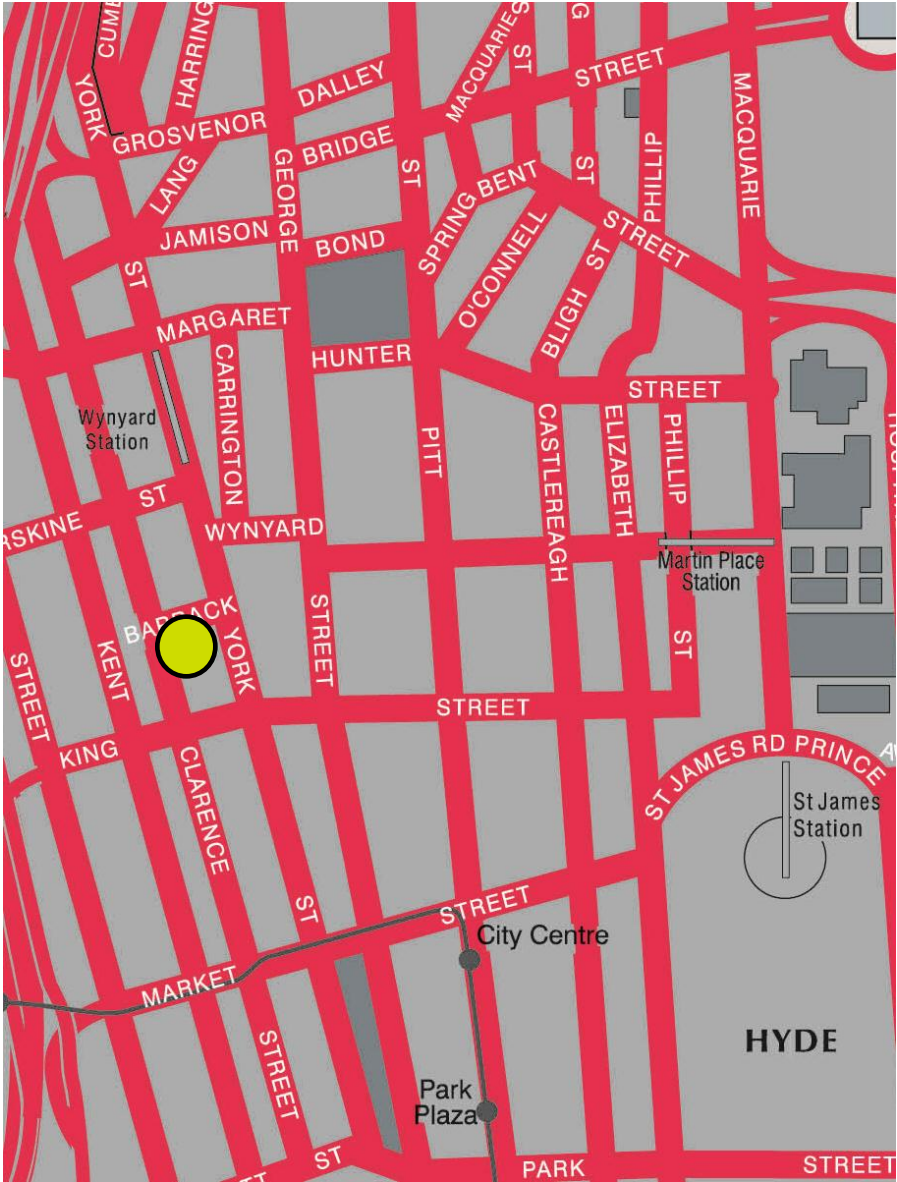 CUMB
HARRING
YORK
GROSVENOR
DALLEY
LANG
GEORGE
BRIDGE
ST
MACQUARIES
ST
G
STREET
MACQUARIE
ST
PHILLIP
JAMISON
BOND
SPRING
BENT
O'CONNELL
BLIGH ST
STREET
ST
MARGARET
HUNTER
STREET
CARRINGTON
Wynyard
Station
PITT
CASTLEREAGH
ELIZABETH
PHILLIP
RSKINE
ST
WYNYARD
Martin Place
Station
STREET
KENT
YORK
STREET
ST
STREET
KING
CLARENCE
ST JAMES RD
PRINCE
St James
Station
ST
STREET
City Centre
MARKET
STREET
HYDE
Park
Plaza
ST
PARK
STREET